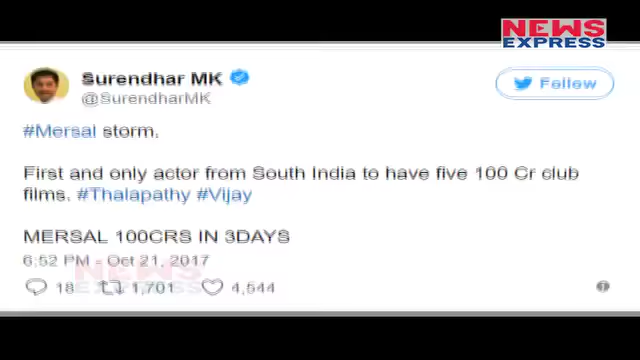 NEWS
EXPRESS
Surendhar MK
@SurendharMK
Follow
#Mersal storm.
First and only actor from South India to have five 100 Cr club
films. #Thalapathy #Vijay
MERSAL 100CRS IN 3DAYS
6:52 PM - Oct 21, 2017
NEWS
EXPRESS
18 1,701 4,544